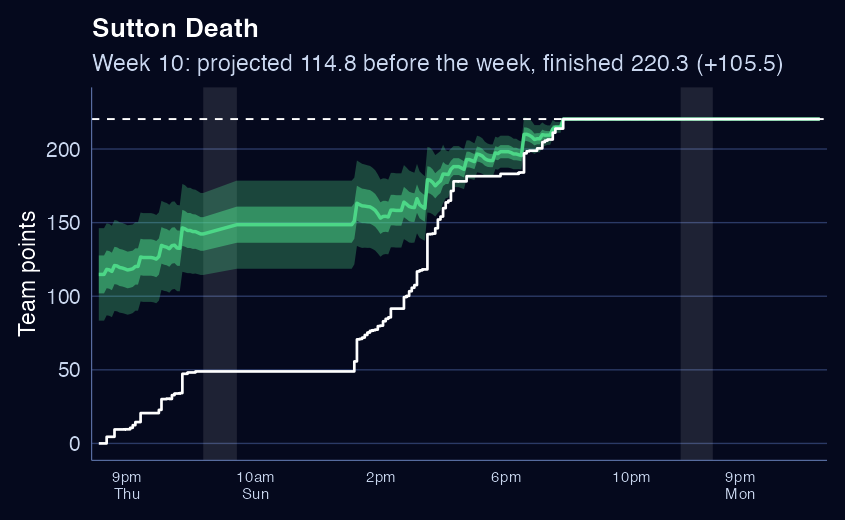 Sutton Death
Week 10: projected 114.8 before the week, finished 220.3 (+105.5)
Team points
200
150
100
50
0
9pm 10am 2pm 6pm 10pm 9pm
Thu Sun Mon